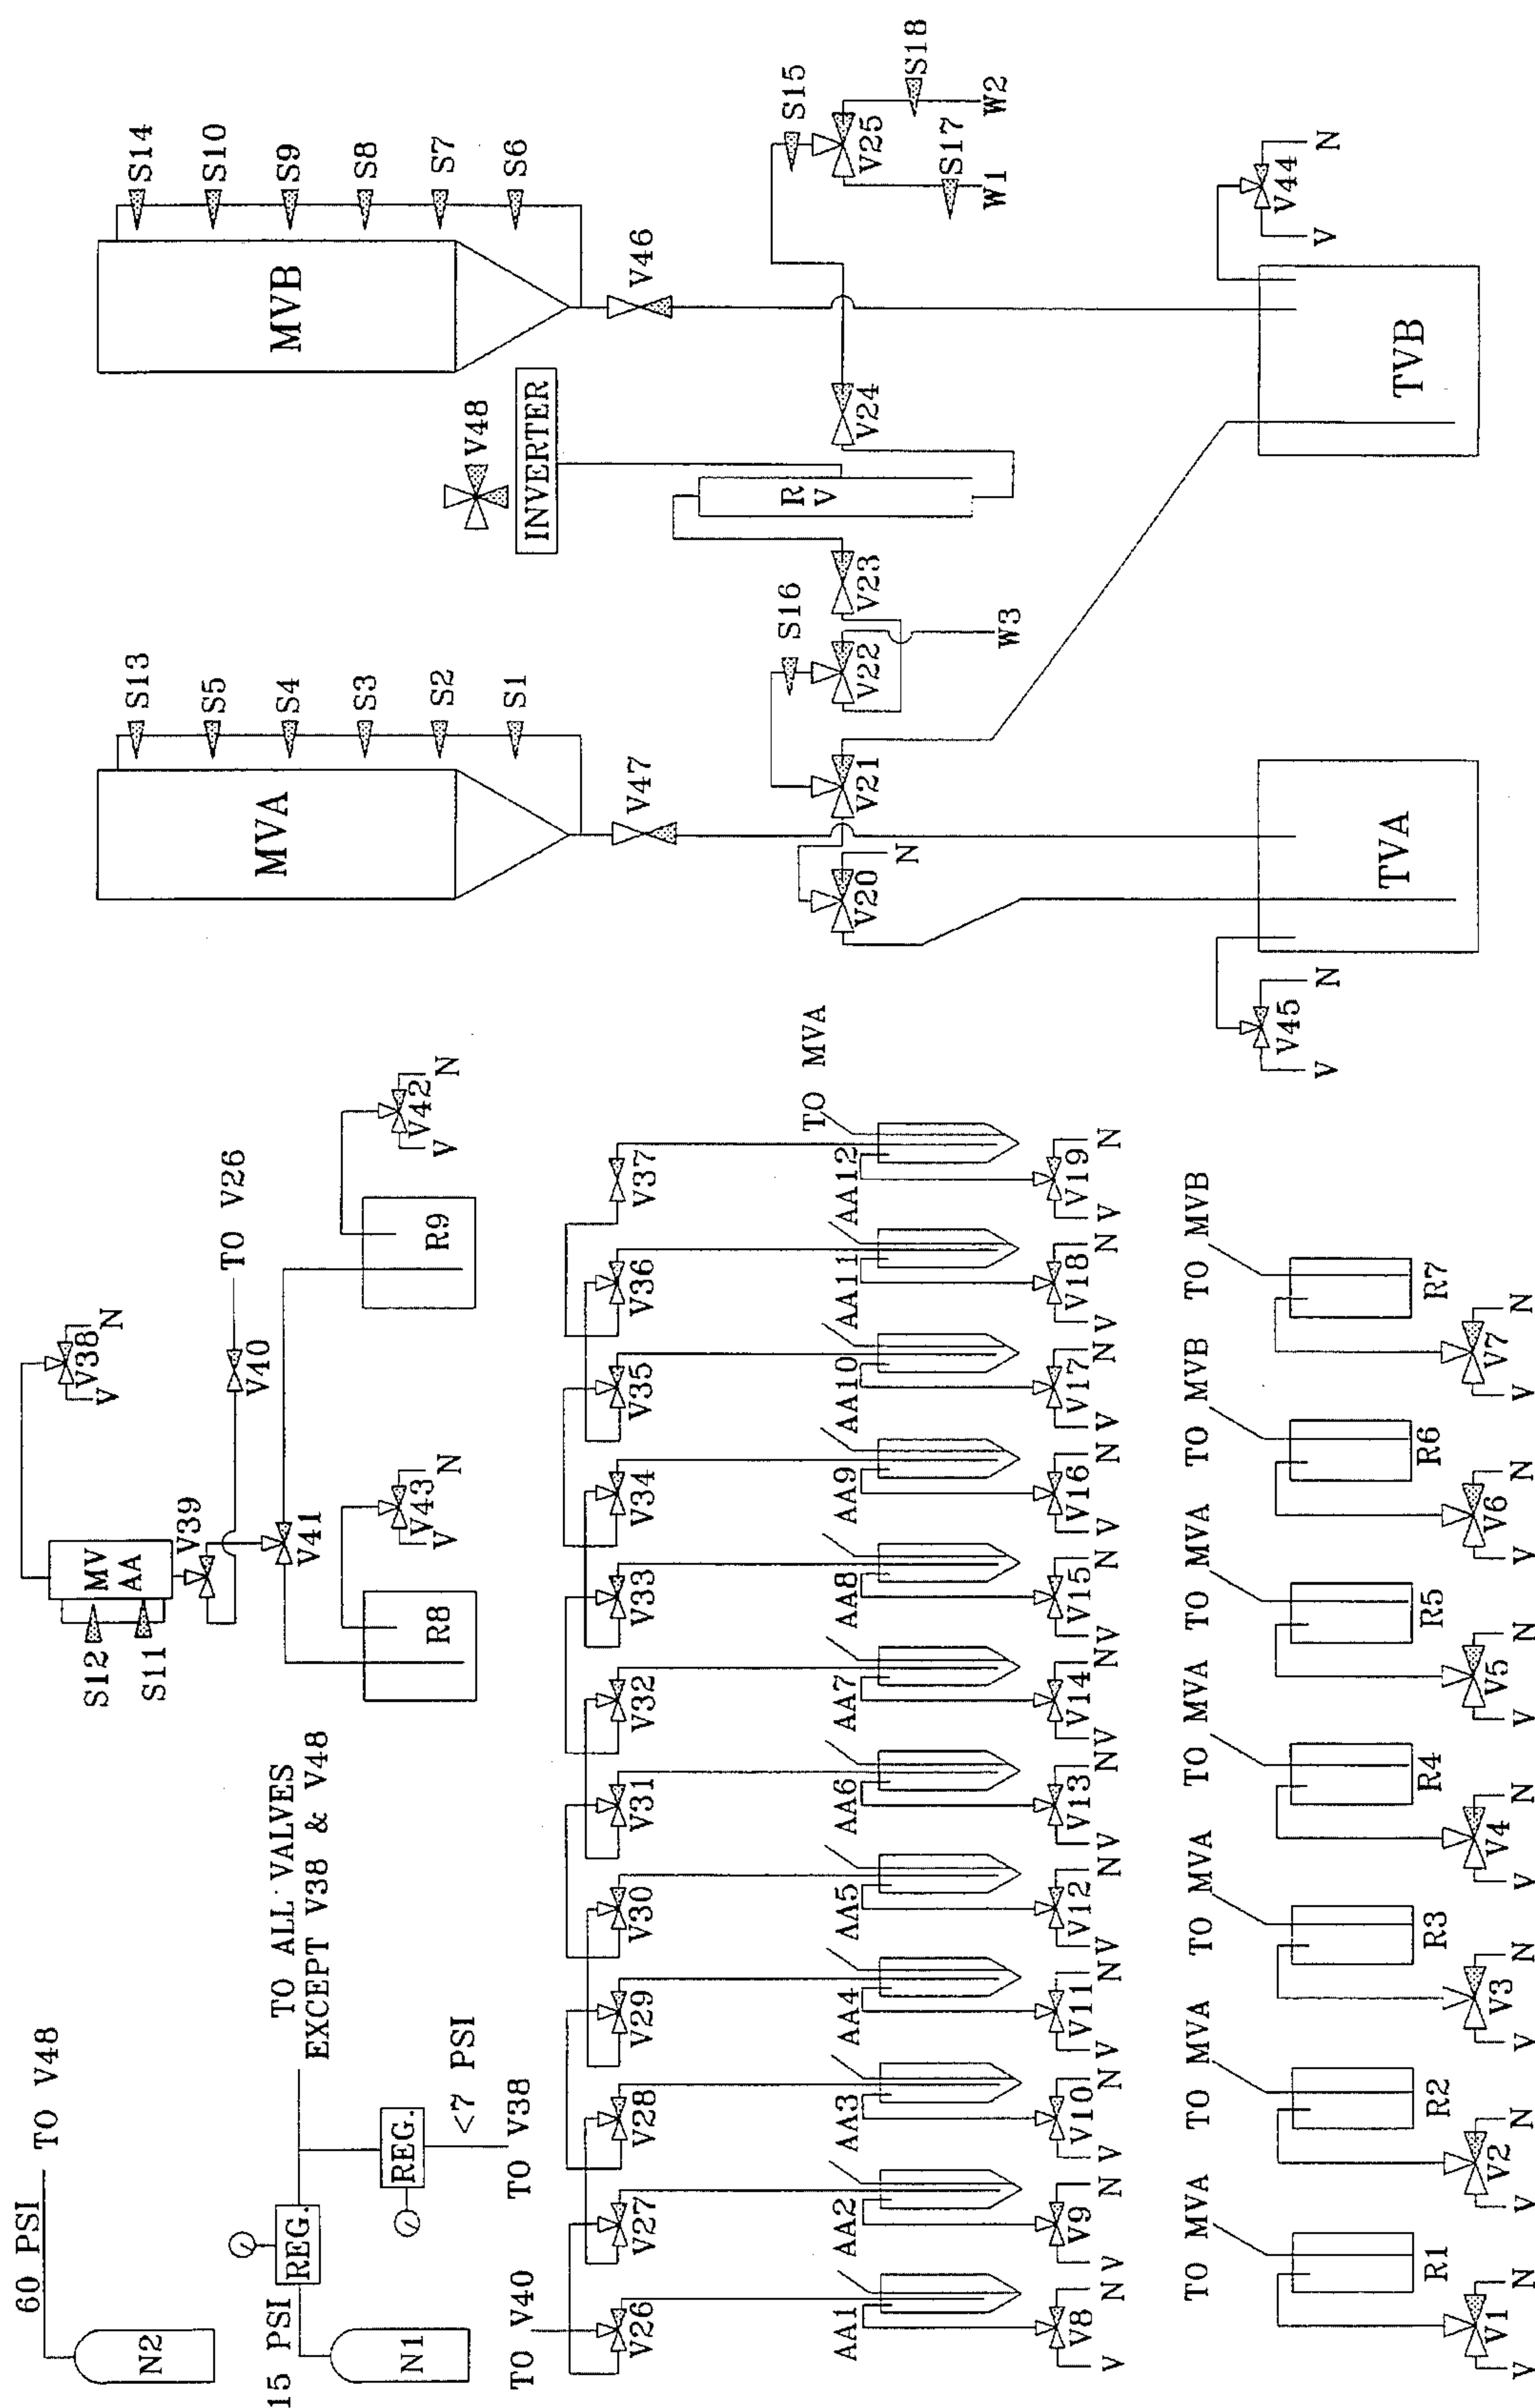 60 PSI
TO V48
N2
15 PSI
REG.
TO ALL VALVES
EXCEPT V38 & V48
N1
REG.
<7 PSI
TO V38
S12
S11
MV
AA
V38
V
N
V39
V40
TO V26
V41
R8
V43
V
N
R9
V42
V
N
TO V40
V26
V27
V28
V29
V30
V31
V32
V33
V34
V35
V36
V37
TO MVA
AA1
AA2
AA3
AA4
AA5
AA6
AA7
AA8
AA9
AA10
AA11
AA12
V8
V9
V10
V11
V12
V13
V14
V15
V16
V17
V18
V19
V
N
V
N
V
N
V
N
V
N
V
N
V
N
V
N
V
N
V
N
V
N
V
N
TO MVA
TO MVA
TO MVA
TO MVA
TO MVA
TO MVB
TO MVB
R1
R2
R3
R4
R5
R6
R7
V1
V2
V3
V4
V5
V6
V7
V
N
V
N
V
N
V
N
V
N
V
N
V
N
MVA
S13
S5
S4
S3
S2
S1
V47
MVB
S14
S10
S9
S8
S7
S6
V46
V48
INVERTER
R
V
V20
N
V21
S16
V22
W3
V23
V24
S15
V25
S17
W1
S18
W2
TVA
V45
V
N
TVB
V44
V
N